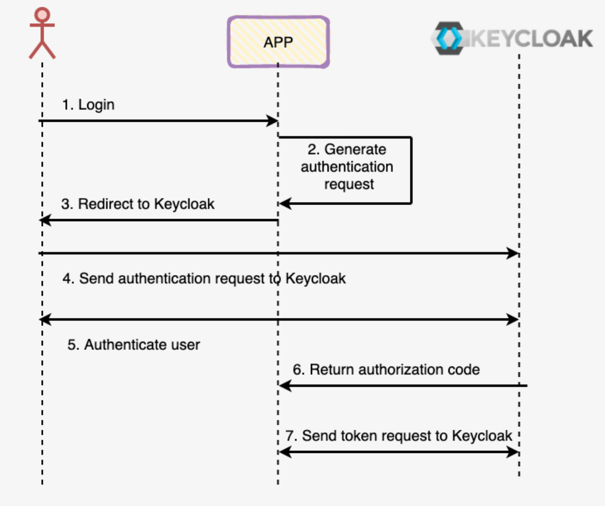 APP
KEYCLOAK
1. Login
2. Generate
authentication
request
3. Redirect to Keycloak
4. Send authentication request to Keycloak
5. Authenticate user
6. Return authorization code
7. Send token request to Keycloak